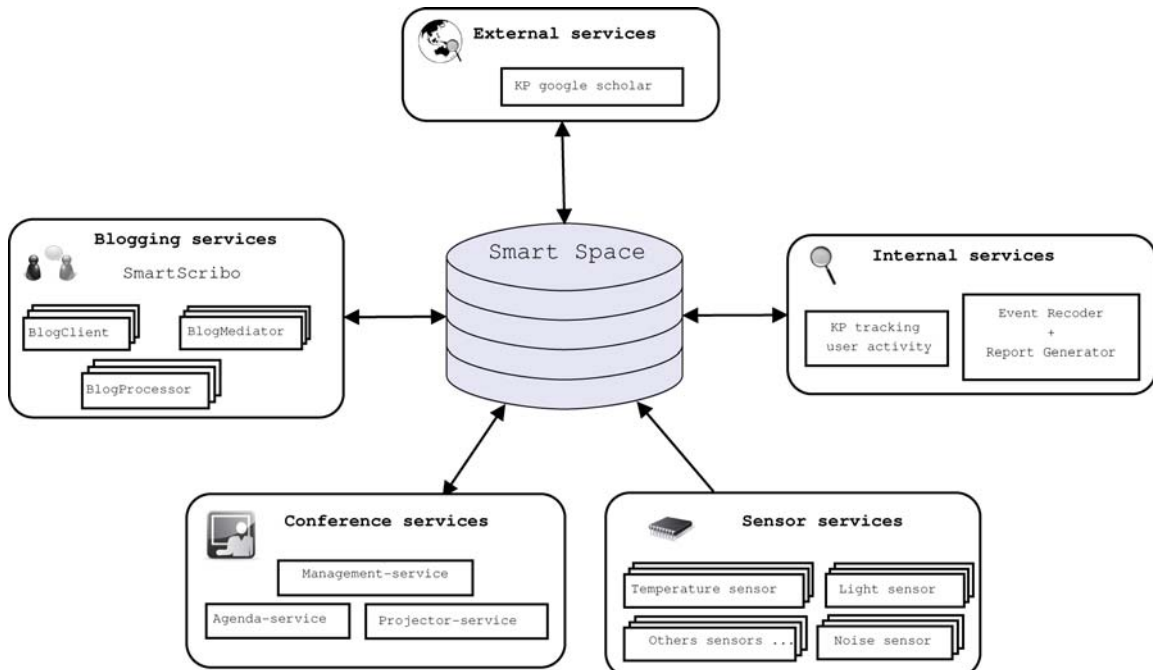 External services
KP google scholar
Blogging services
SmartScribo
BlogClient
BlogMediator
BlogProcessor
Smart Space
Internal services
KP tracking
user activity
Event Recoder
+
Report Generator
Conference services
Management-service
Agenda-service
Projector-service
Sensor services
Temperature sensor
Light sensor
Others sensors ...
Noise sensor